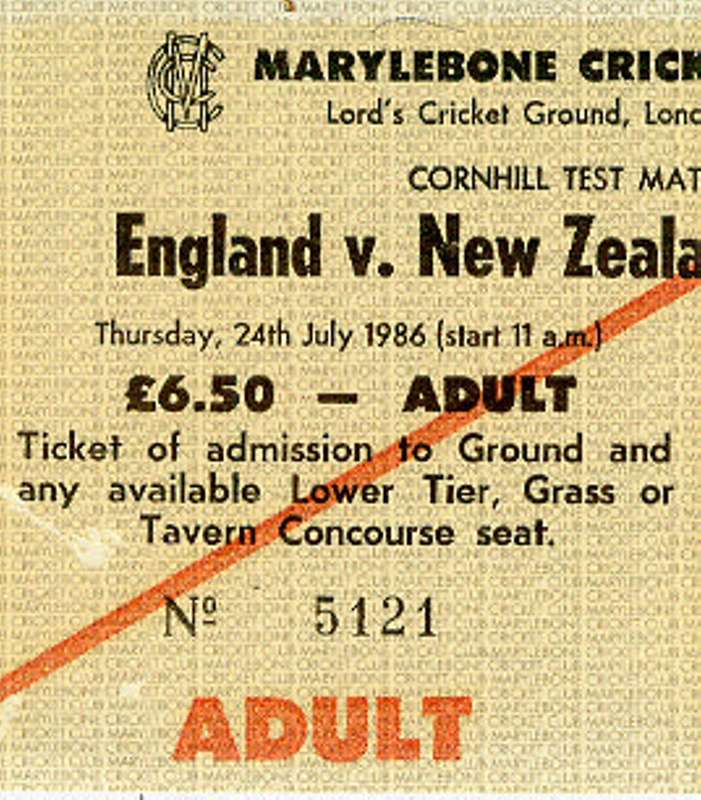 MARYLEBONE CRICK
Lord's Cricket Ground, Lond
CORNHILL TEST MAT
England v. New Zeala
Thursday, 24th July 1986 (start 11 a.m.)
£6.50 — ADULT
Ticket of admission to Ground and
any available Lower Tier, Grass or
Tavern Concourse seat.
Nº 5121
ADULT